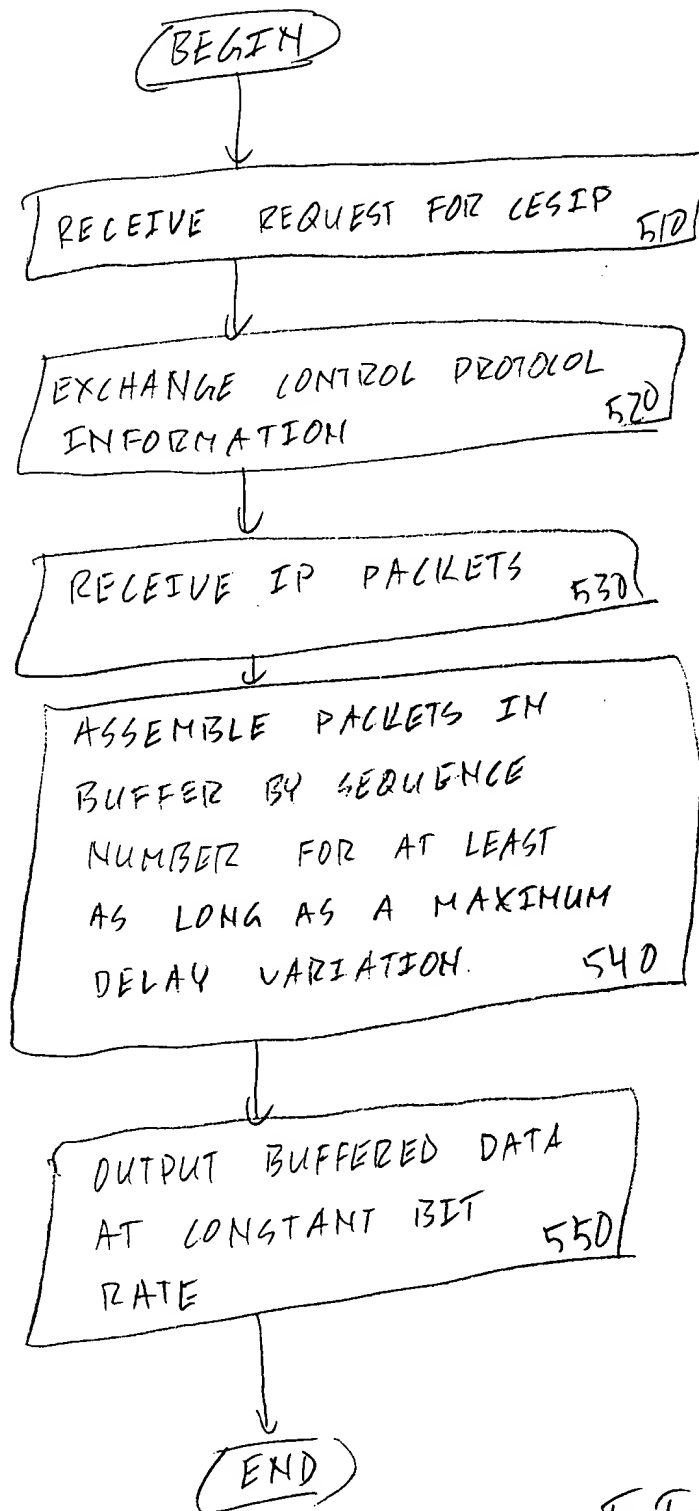 BEGIN
RECEIVE REQUEST FOR CESIP 510
EXCHANGE CONTROL PROTOCOL
INFORMATION 520
RECEIVE IP PACKETS 530
ASSEMBLE PACKETS IN
BUFFER BY SEQUENCE
NUMBER FOR AT LEAST
AS LONG AS A MAXIMUM
DELAY VARIATION. 540
OUTPUT BUFFERED DATA
AT CONSTANT BIT
RATE 550
END